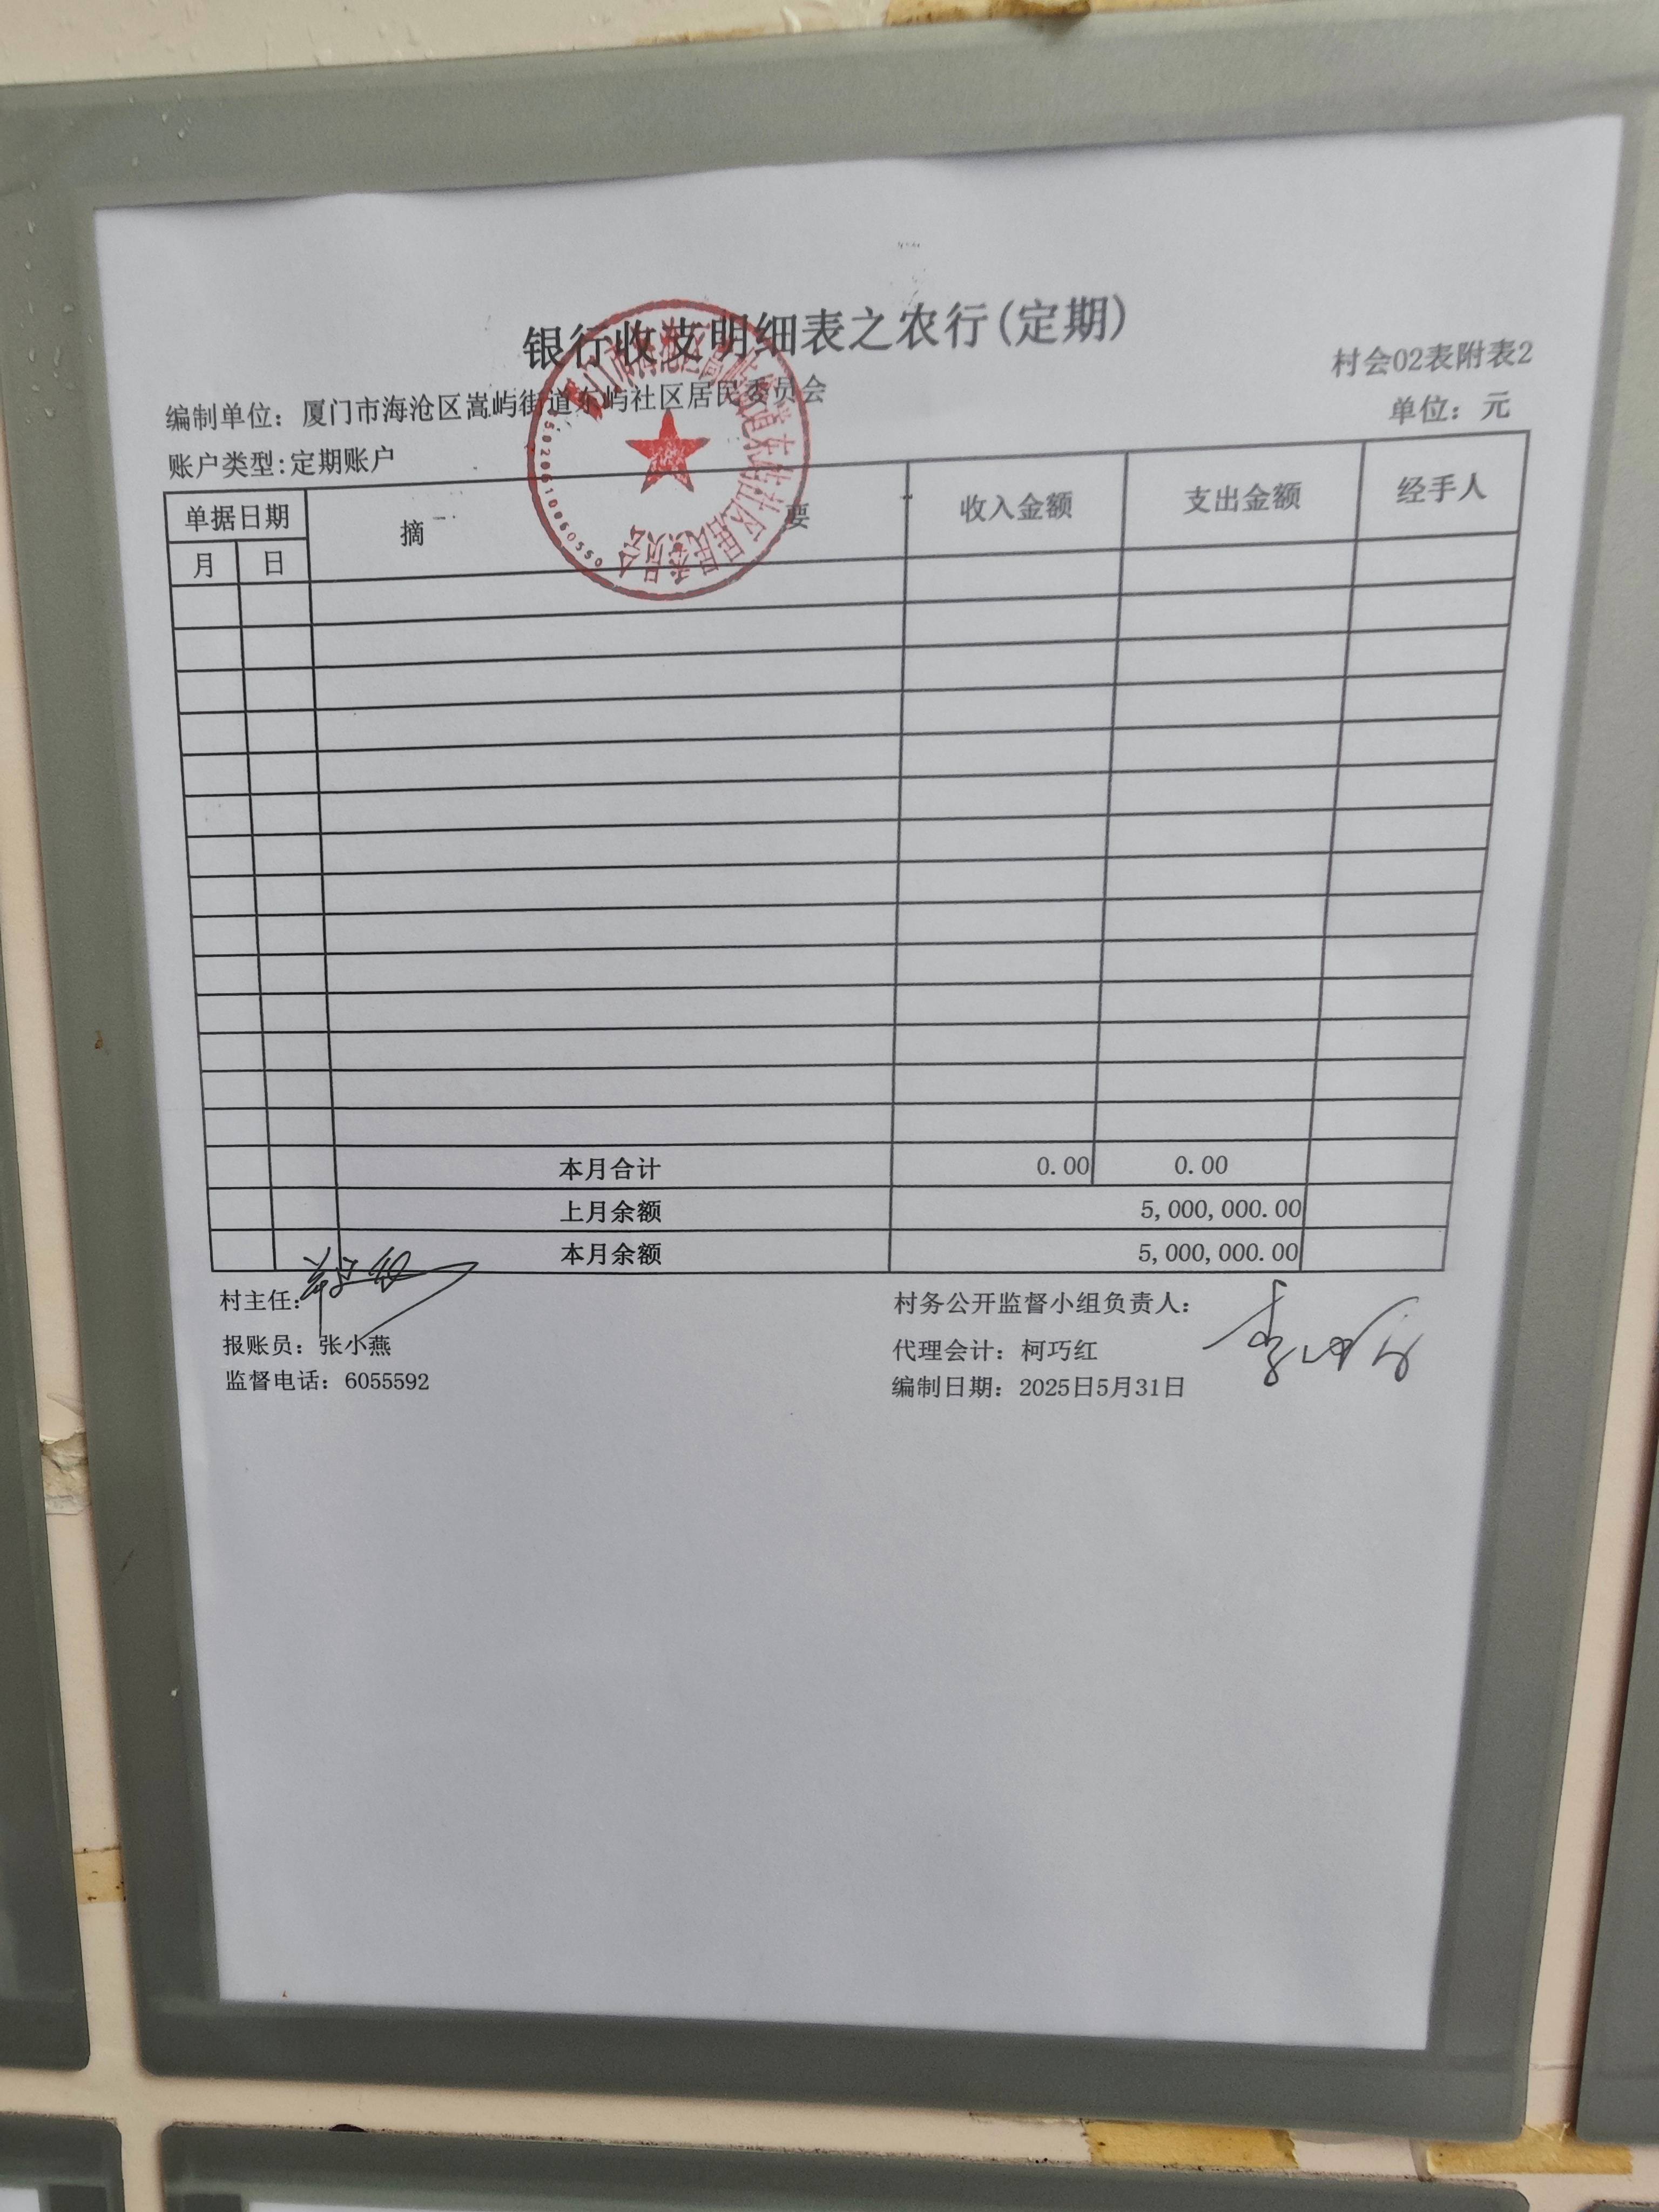 银行收支明细表之农行(定期)
村会02表附表2
编制单位：厦门市海沧区嵩屿街道东屿社区居民委员会
单位：元
账户类型:定期账户
单据日期 摘 要 收入金额 支出金额 经手人
月 日
本月合计 0.00 0.00
上月余额 5,000,000.00
本月余额 5,000,000.00
村主任： 村务公开监督小组负责人：
报账员：张小燕 代理会计：柯巧红
监督电话：6055592 编制日期：2025日5月31日